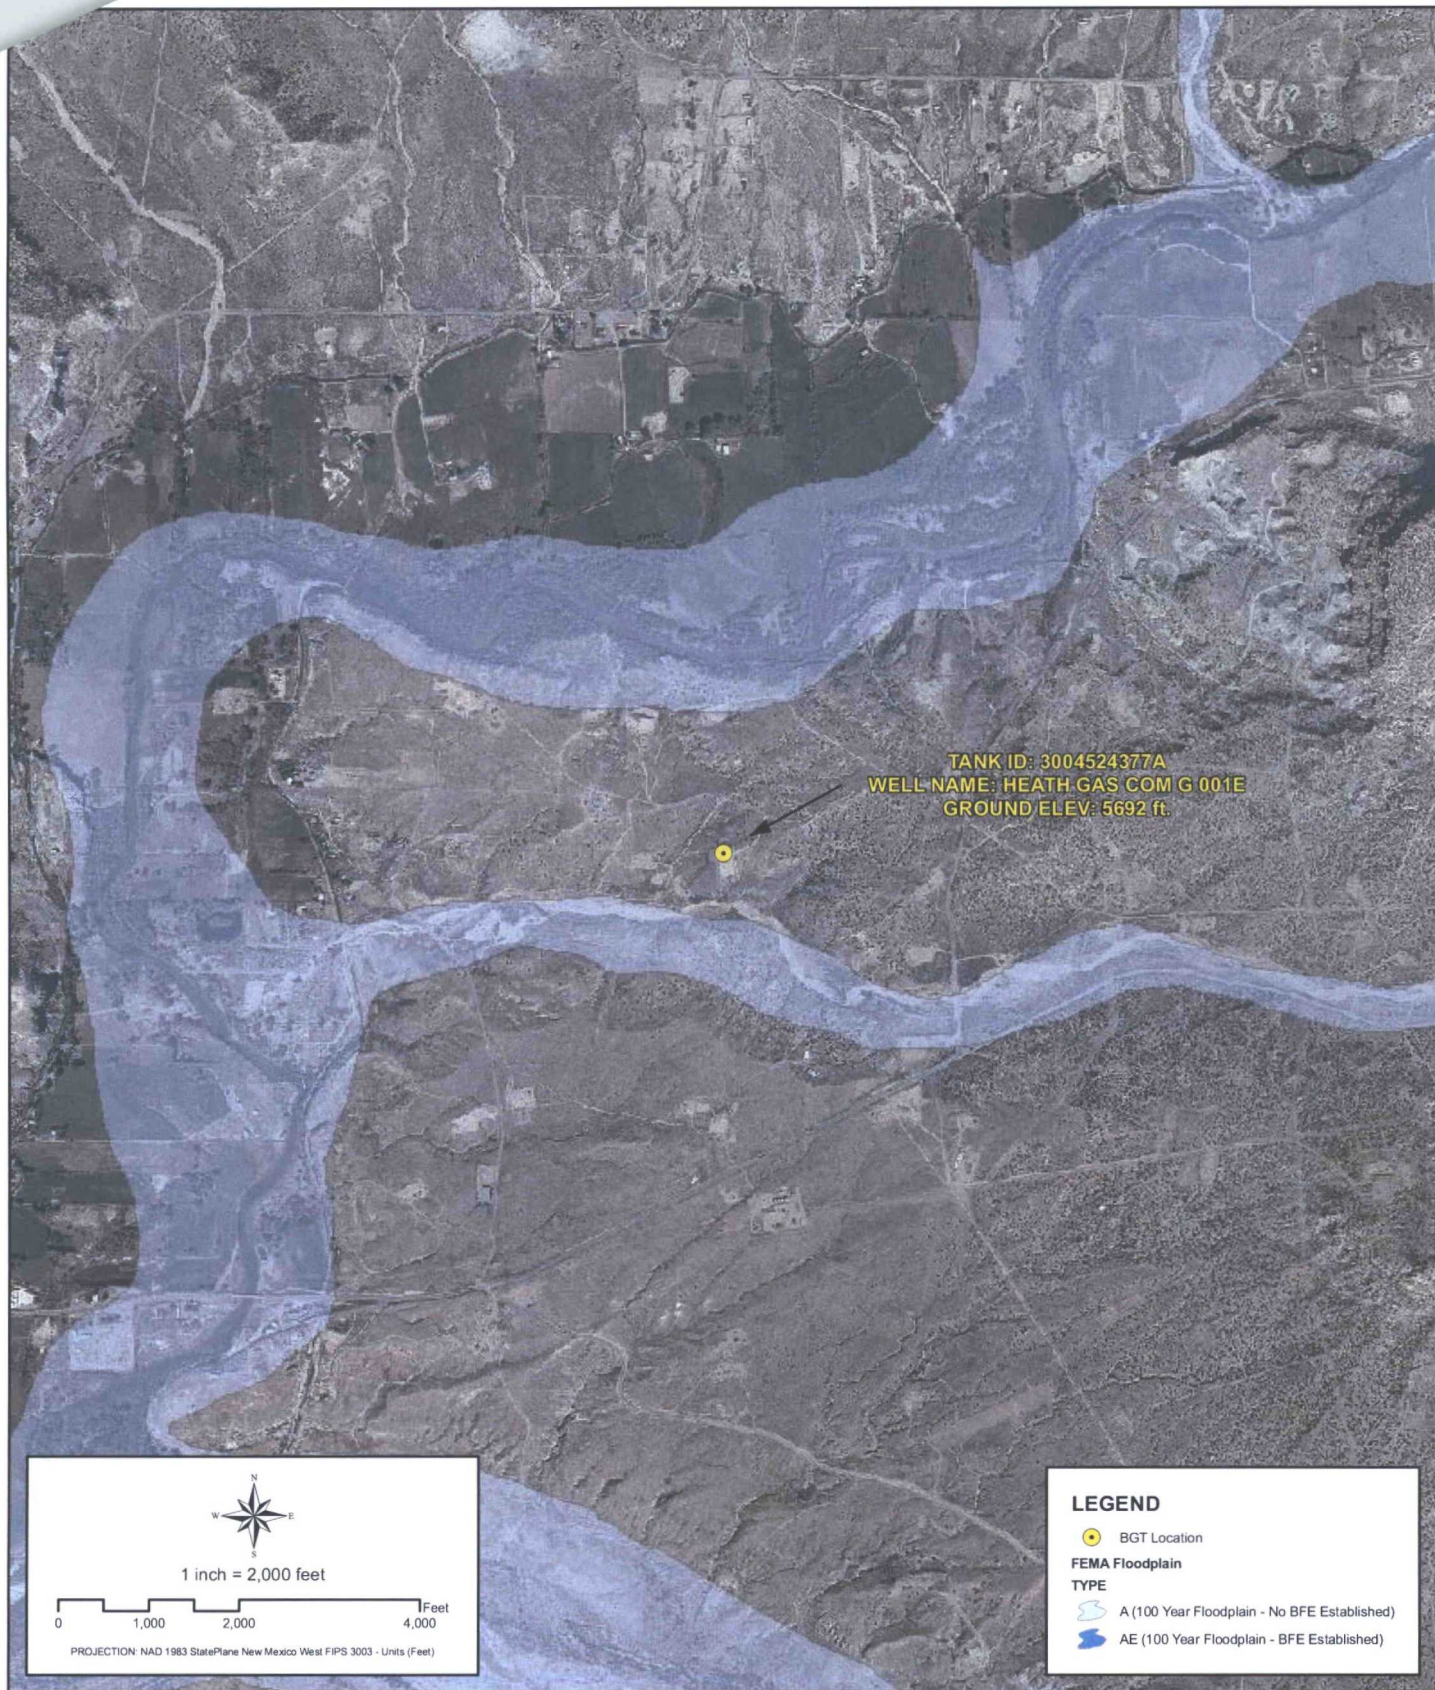 TANK ID: 3004524377A
WELL NAME: HEATH GAS COM G 001E
GROUND ELEV: 5692 ft.
N
W E
S
1 inch = 2,000 feet
Feet
0 1,000 2,000 4,000
PROJECTION: NAD 1983 StatePlane New Mexico West FIPS 3003 - Units (Feet)
LEGEND
BGT Location
FEMA Floodplain
TYPE
A (100 Year Floodplain - No BFE Established)
AE (100 Year Floodplain - BFE Established)